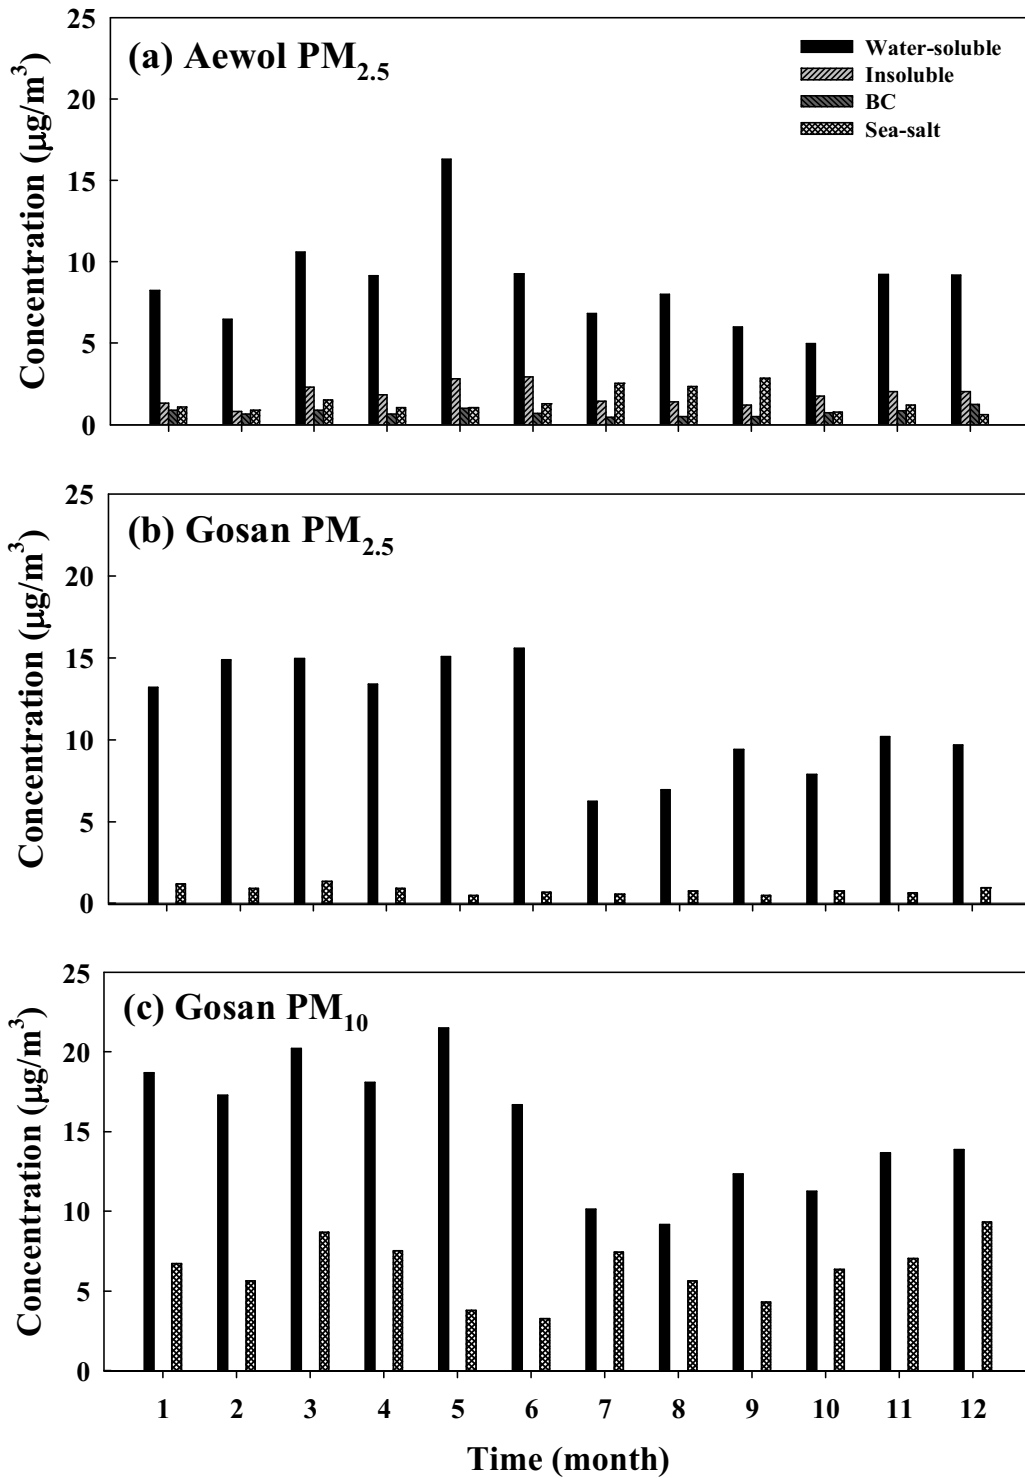 25
20
15
10
5
0
Concentration (μg/m³)
(a) Aewol PM₂.₅
Water-soluble
Insoluble
BC
Sea-salt
25
20
15
10
5
0
Concentration (μg/m³)
(b) Gosan PM₂.₅
25
20
15
10
5
0
Concentration (μg/m³)
(c) Gosan PM₁₀
1 2 3 4 5 6 7 8 9 10 11 12
Time (month)